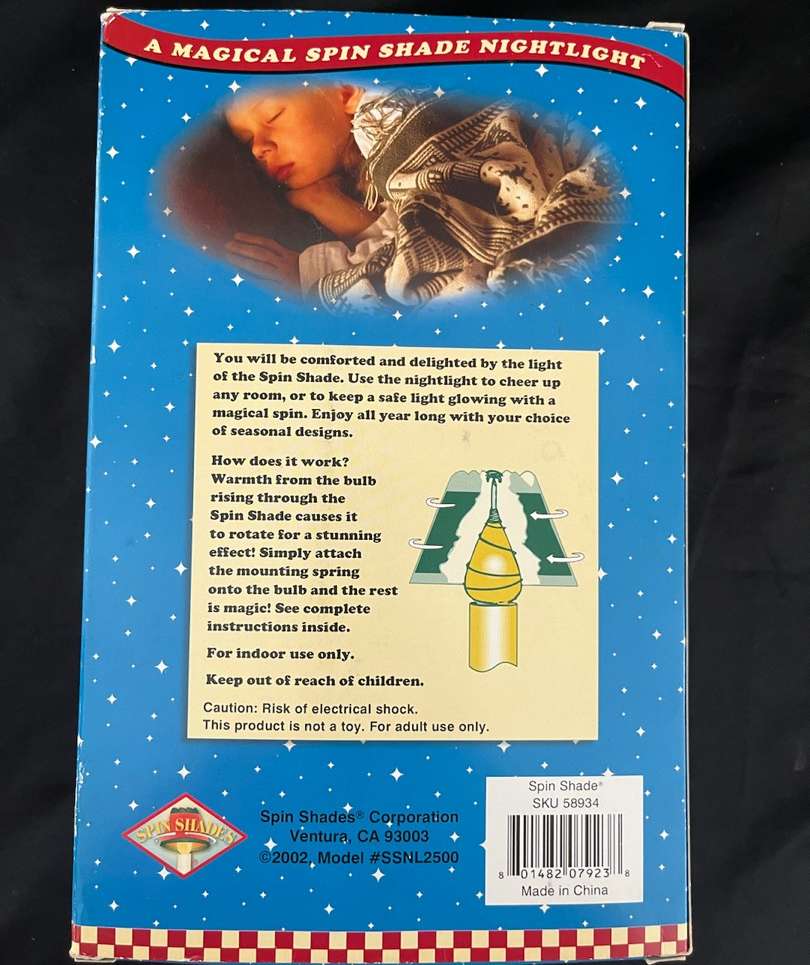 A MAGICAL SPIN SHADE NIGHTLIGHT
You will be comforted and delighted by the light
of the Spin Shade. Use the nightlight to cheer up
any room, or to keep a safe light glowing with a
magical spin. Enjoy all year long with your choice
of seasonal designs.
How does it work?
Warmth from the bulb
rising through the
Spin Shade causes it
to rotate for a stunning
effect! Simply attach
the mounting spring
onto the bulb and the rest
is magic! See complete
instructions inside.
For indoor use only.
Keep out of reach of children.
Caution: Risk of electrical shock.
This product is not a toy. For adult use only.
SPIN SHADES
Spin Shades® Corporation
Ventura, CA 93003
©2002, Model #SSNL2500
Spin Shade®
SKU 58934
8 01482 07923 8
Made in China